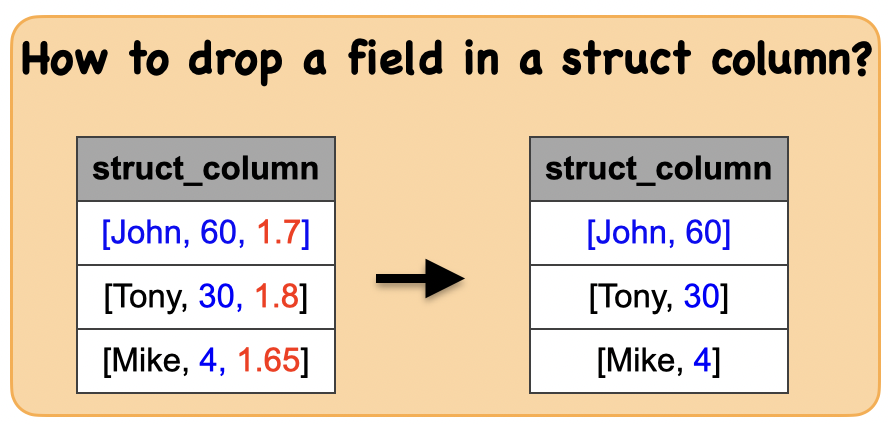 How to drop a field in a struct column?
struct_column
[John, 60, 1.7]
[Tony, 30, 1.8]
[Mike, 4, 1.65]
struct_column
[John, 60]
[Tony, 30]
[Mike, 4]